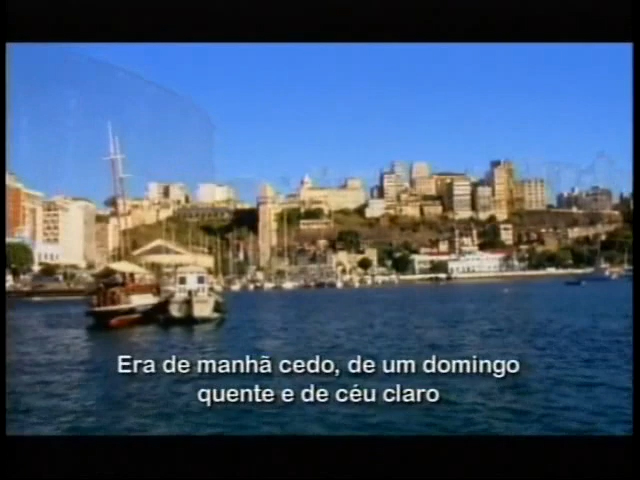 Era de manhã cedo, de um domingo
quente e de céu claro